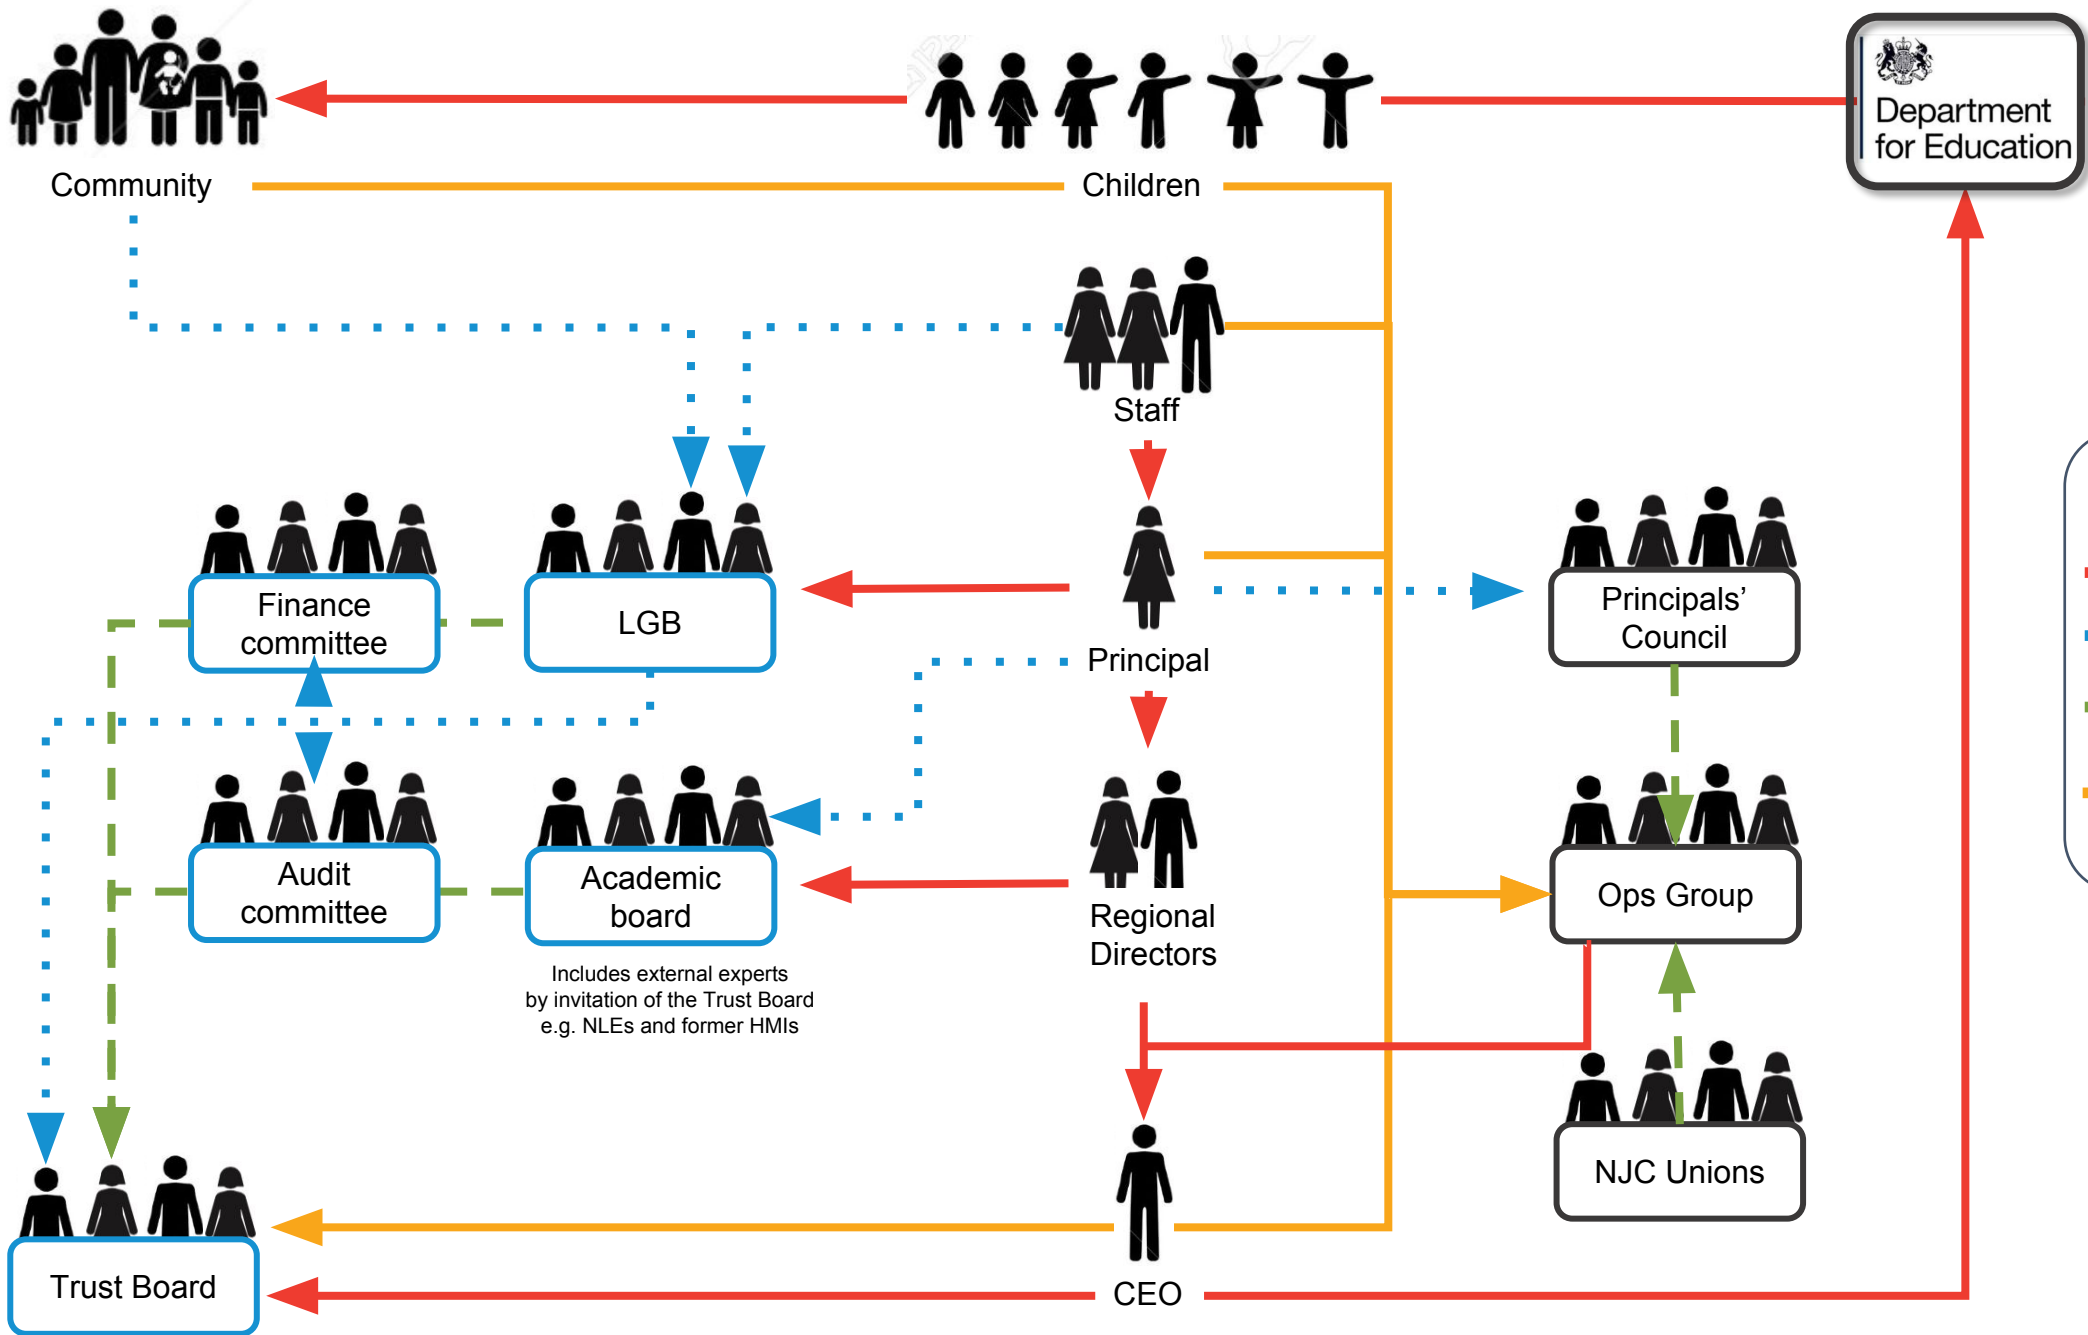 Department
for Education
Community
Children
Staff
Finance
committee
LGB
Principal
Principals’
Council
Audit
committee
Academic
board
Includes external experts
by invitation of the Trust Board
e.g. NLEs and former HMIs
Regional
Directors
Ops Group
NJC Unions
Trust Board
CEO